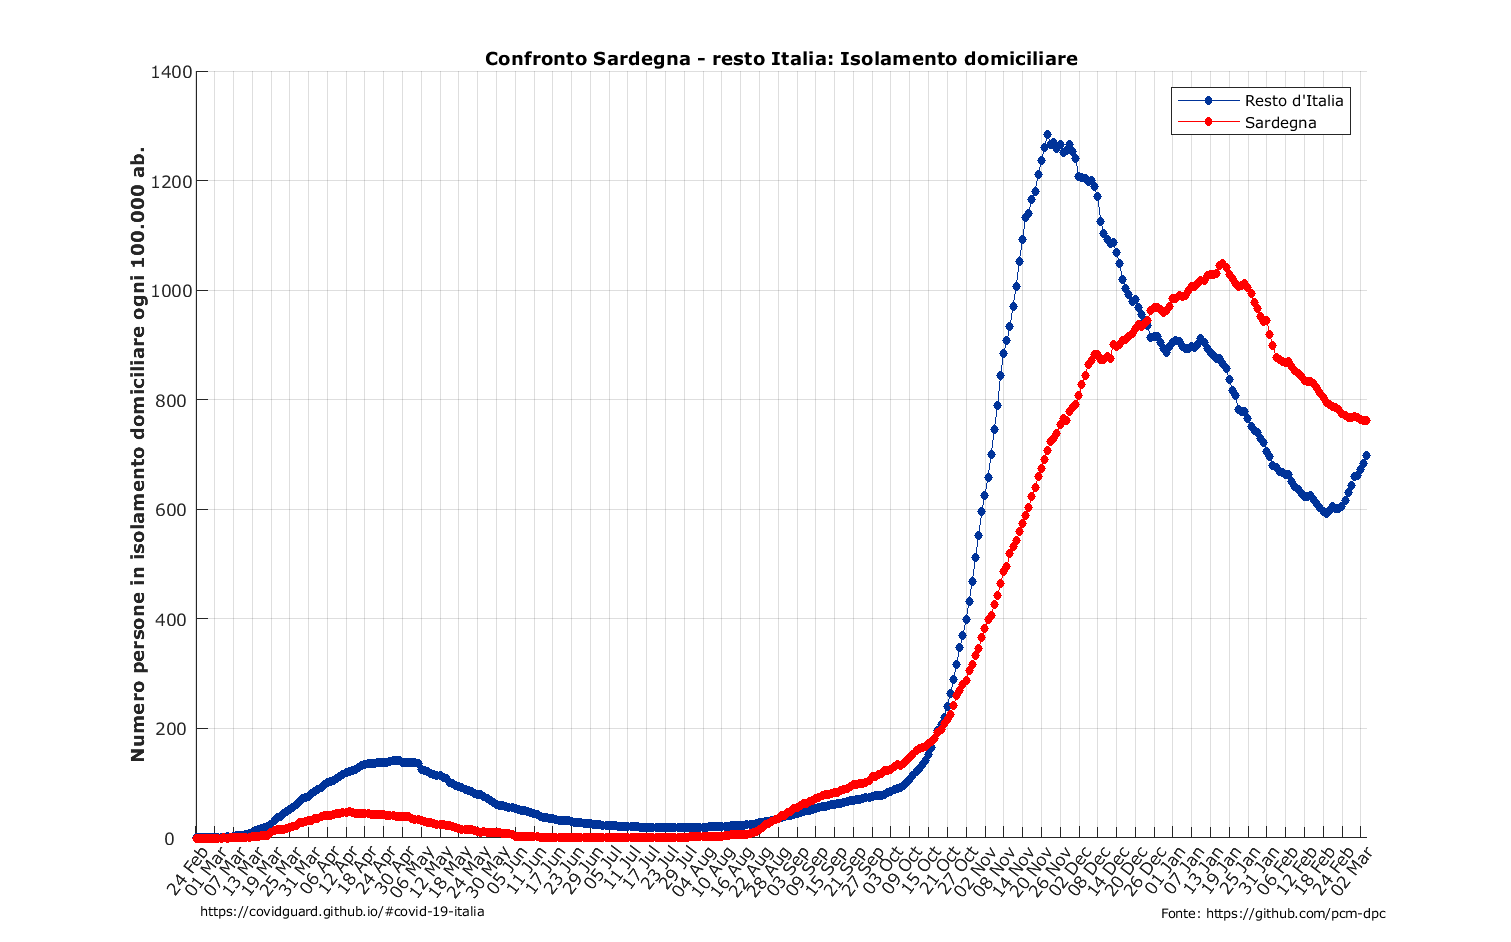 Confronto Sardegna - resto Italia: Isolamento domiciliare
Resto d'Italia
Sardegna
Numero persone in isolamento domiciliare ogni 100.000 ab.
1400
1200
1000
800
600
400
200
0
24 Feb
01 Mar
07 Mar
13 Mar
19 Mar
25 Mar
31 Mar
06 Apr
12 Apr
18 Apr
24 Apr
30 Apr
06 May
12 May
18 May
24 May
30 May
05 Jun
11 Jun
17 Jun
23 Jun
29 Jun
05 Jul
11 Jul
17 Jul
23 Jul
29 Jul
04 Aug
10 Aug
16 Aug
22 Aug
28 Aug
03 Sep
09 Sep
15 Sep
21 Sep
27 Sep
03 Oct
09 Oct
15 Oct
21 Oct
27 Oct
02 Nov
08 Nov
14 Nov
20 Nov
26 Nov
02 Dec
08 Dec
14 Dec
20 Dec
26 Dec
01 Jan
07 Jan
13 Jan
19 Jan
25 Jan
31 Jan
06 Feb
12 Feb
18 Feb
24 Feb
02 Mar
https://covidguard.github.io/#covid-19-italia
Fonte: https://github.com/pcm-dpc